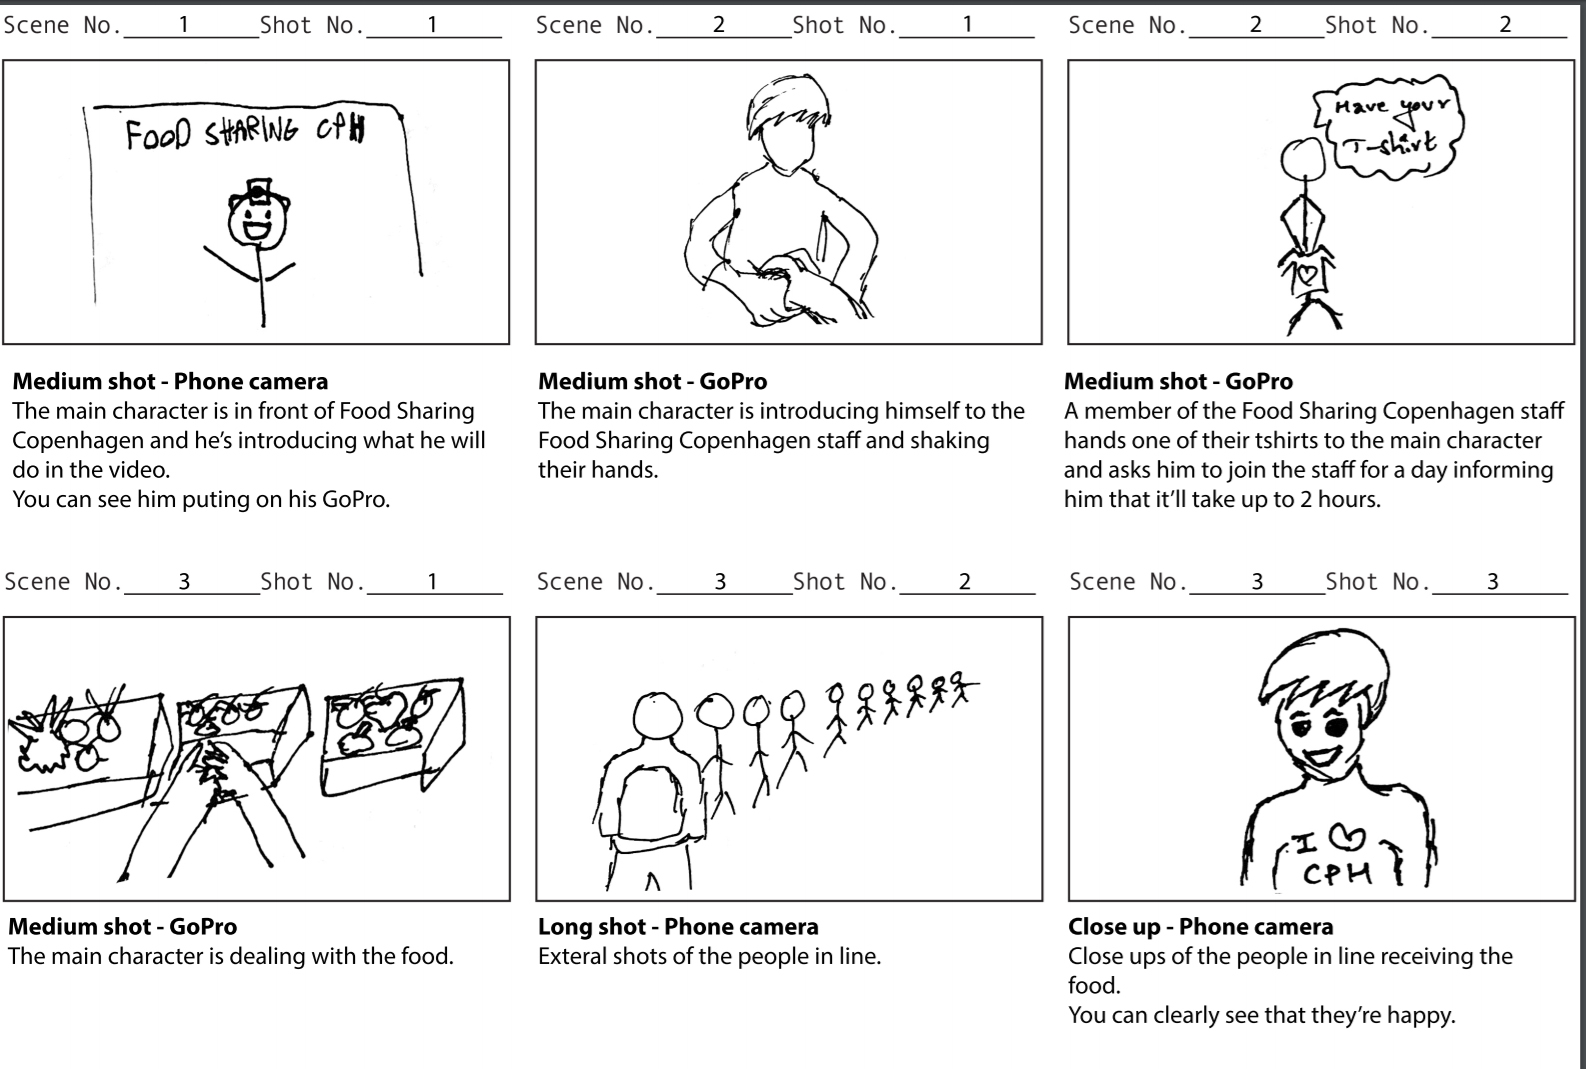 Scene No. 1 Shot No. 1
Scene No. 2 Shot No. 1
Scene No. 2 Shot No. 2
FOOD SHARING CPH
Have your
T-shirt
Medium shot - Phone camera
The main character is in front of Food Sharing
Copenhagen and he's introducing what he will
do in the video.
You can see him puting on his GoPro.
Medium shot - GoPro
The main character is introducing himself to the
Food Sharing Copenhagen staff and shaking
their hands.
Medium shot - GoPro
A member of the Food Sharing Copenhagen staff
hands one of their tshirts to the main character
and asks him to join the staff for a day informing
him that it'll take up to 2 hours.
Scene No. 3 Shot No. 1
Scene No. 3 Shot No. 2
Scene No. 3 Shot No. 3
I ♡
CPH
Medium shot - GoPro
The main character is dealing with the food.
Long shot - Phone camera
Exteral shots of the people in line.
Close up - Phone camera
Close ups of the people in line receiving the
food.
You can clearly see that they're happy.